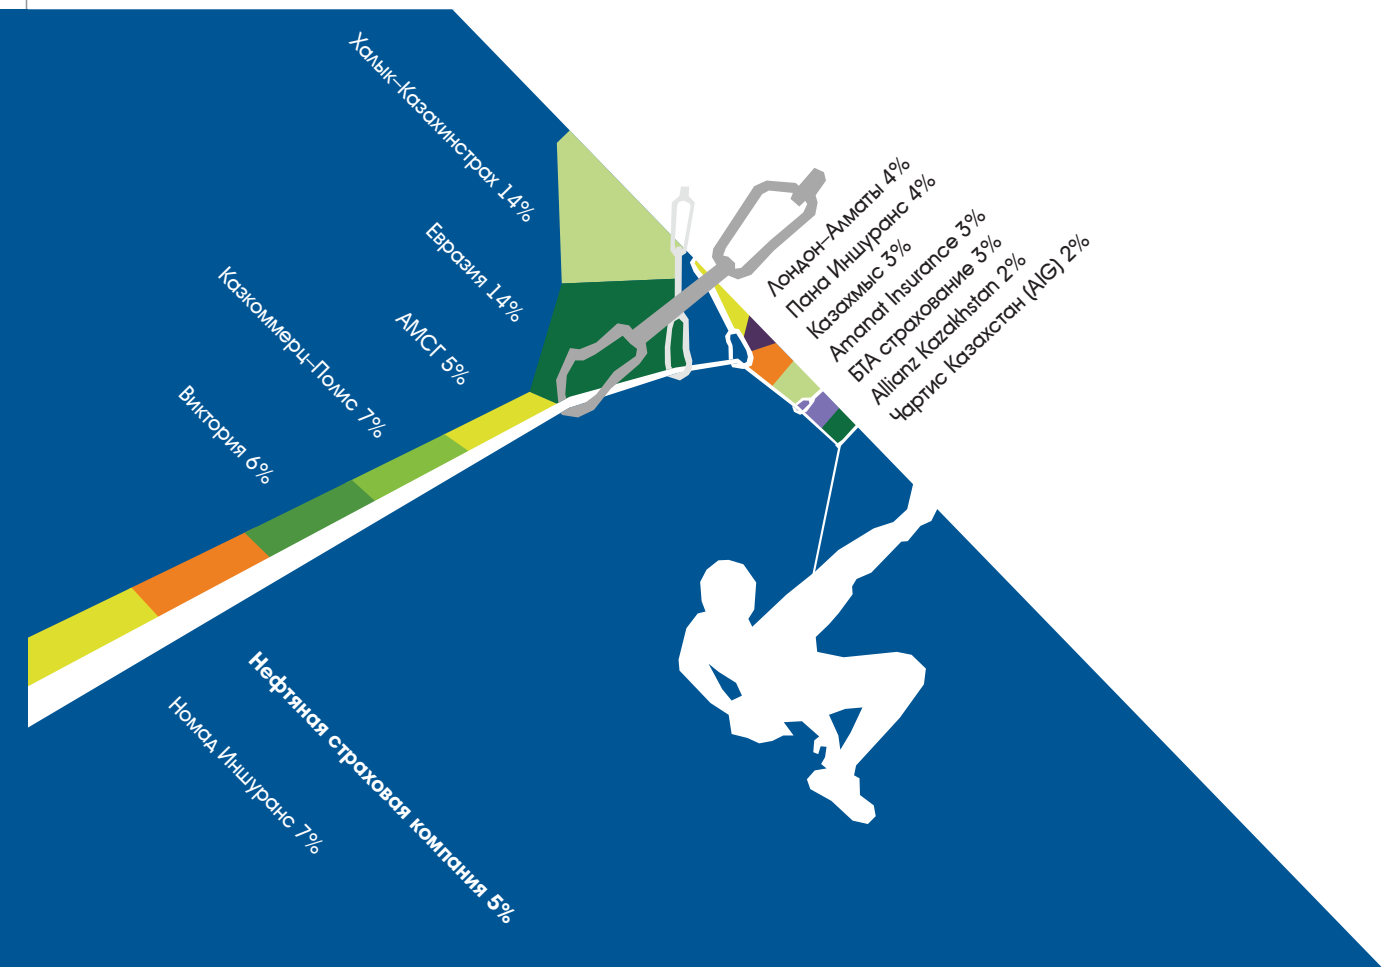 Халык–Казахинстрах 14%
Евразия 14%
Казкоммерц–Полис 7%
АМСГ 5%
Виктория 6%
Нефтяная страховая компания 5%
Номад Иншуранс 7%
Лондон–Алматы 4%
Пана Иншуранс 4%
Казахмыс 3%
Amanat Insurance 3%
БТА страхование 3%
Allianz Kazakhstan 2%
Чартис Казахстан (AIG) 2%